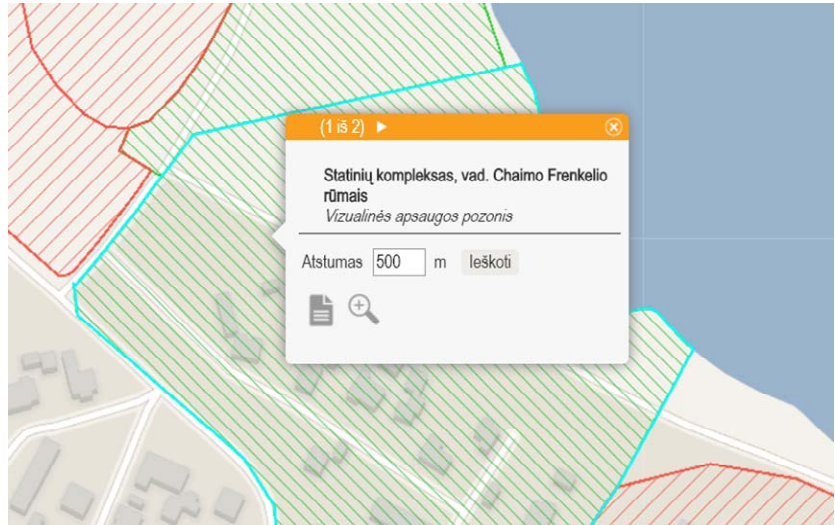 (1 iš 2)
Statinių kompleksas, vad. Chaimo Frenkelio
rūmais
Vizualinės apsaugos pozonis
Atstumas 500 m Ieškoti